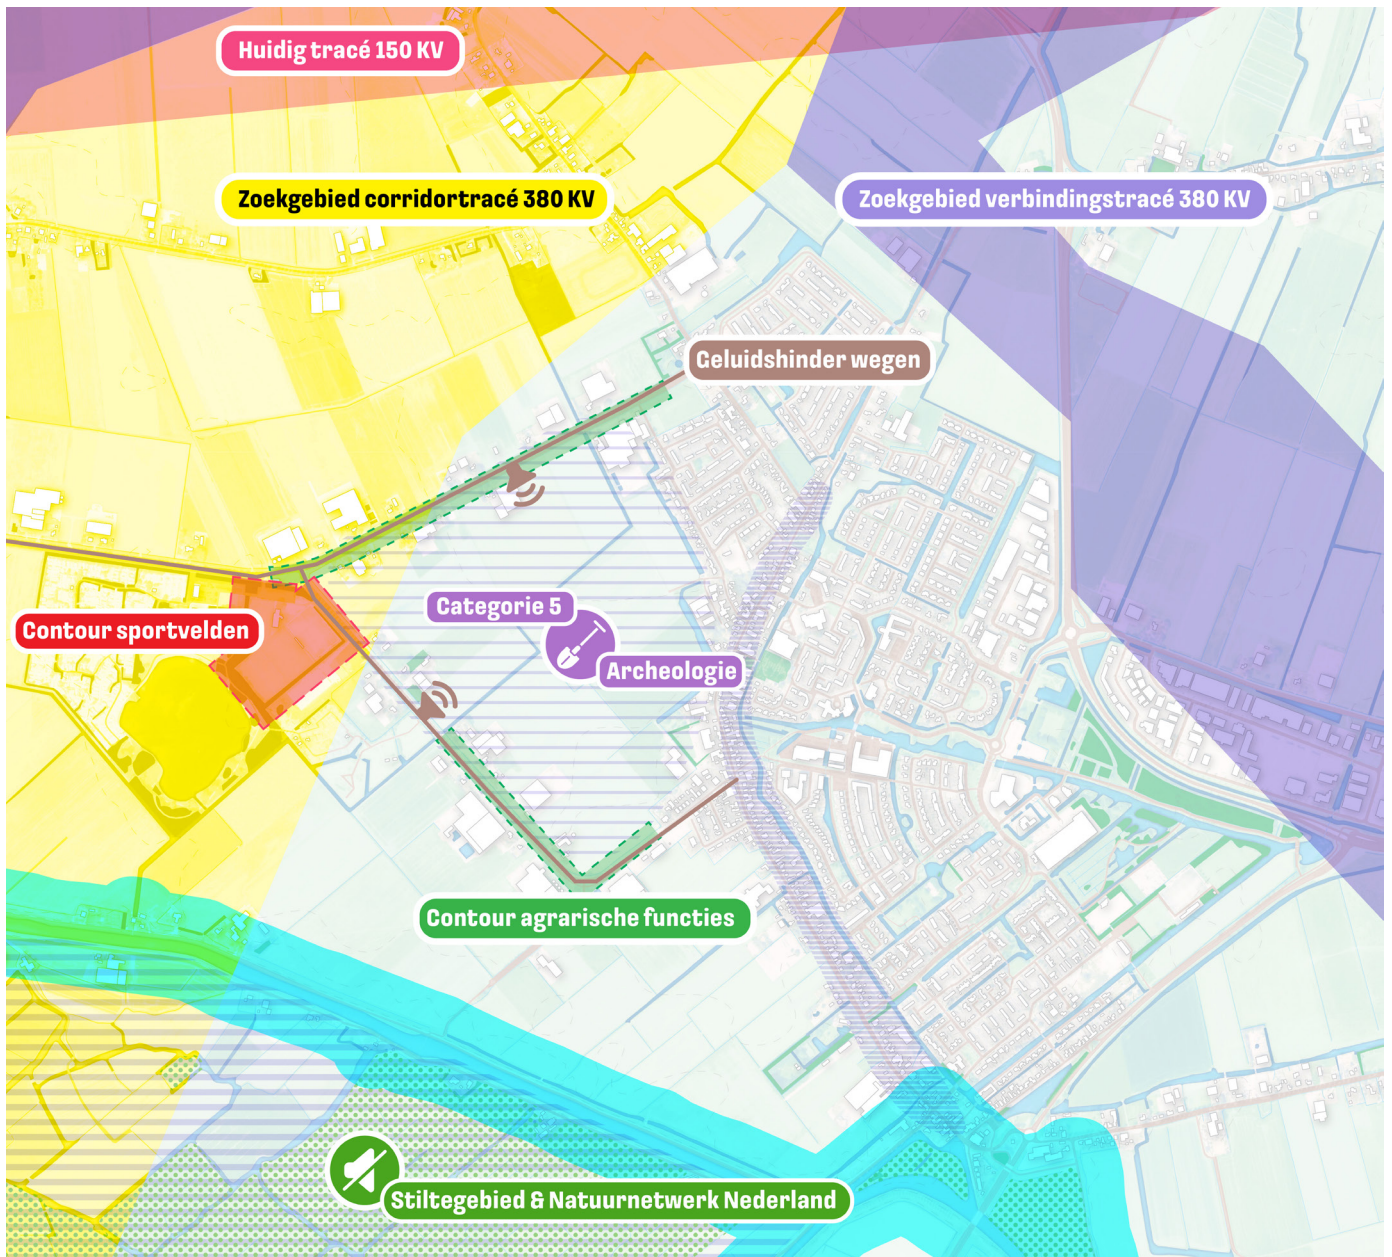 Huidig tracé 150 KV
Zoekgebied corridortracé 380 KV
Zoekgebied verbindingstracé 380 KV
Geluidshinder wegen
Categorie 5
Contour sportvelden
Archeologie
Contour agrarische functies
Stiltegebied & Natuurnetwerk Nederland